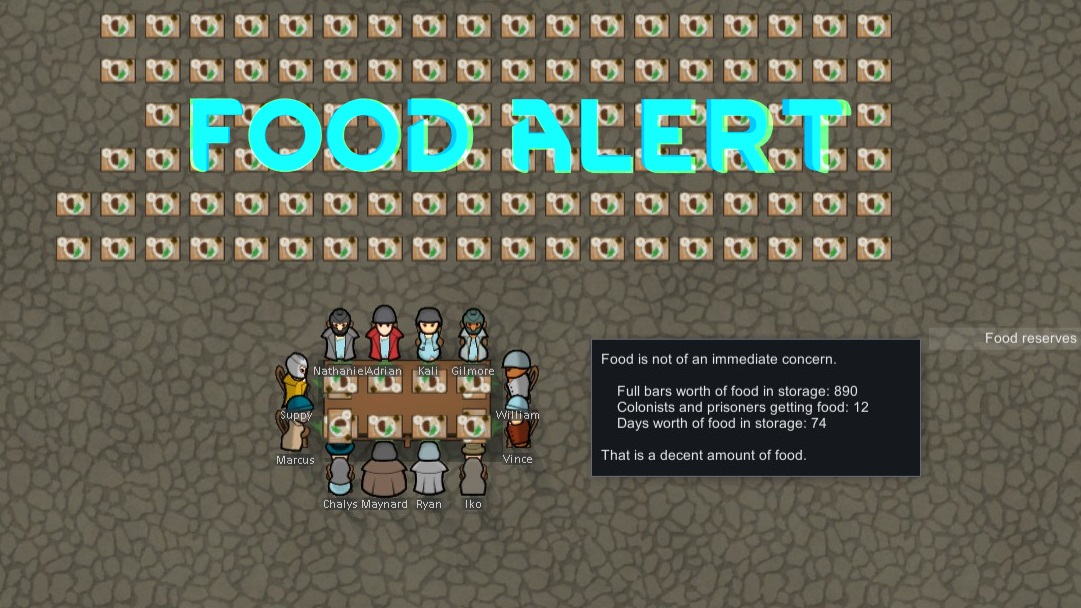 FOOD ALERT
Food reserves
Food is not of an immediate concern.
Full bars worth of food in storage: 890
Colonists and prisoners getting food: 12
Days worth of food in storage: 74
That is a decent amount of food.
Nathaniel Adrian Kali Gilmore
Suppy William
Marcus Vince
Chalys Maynard Ryan Iko